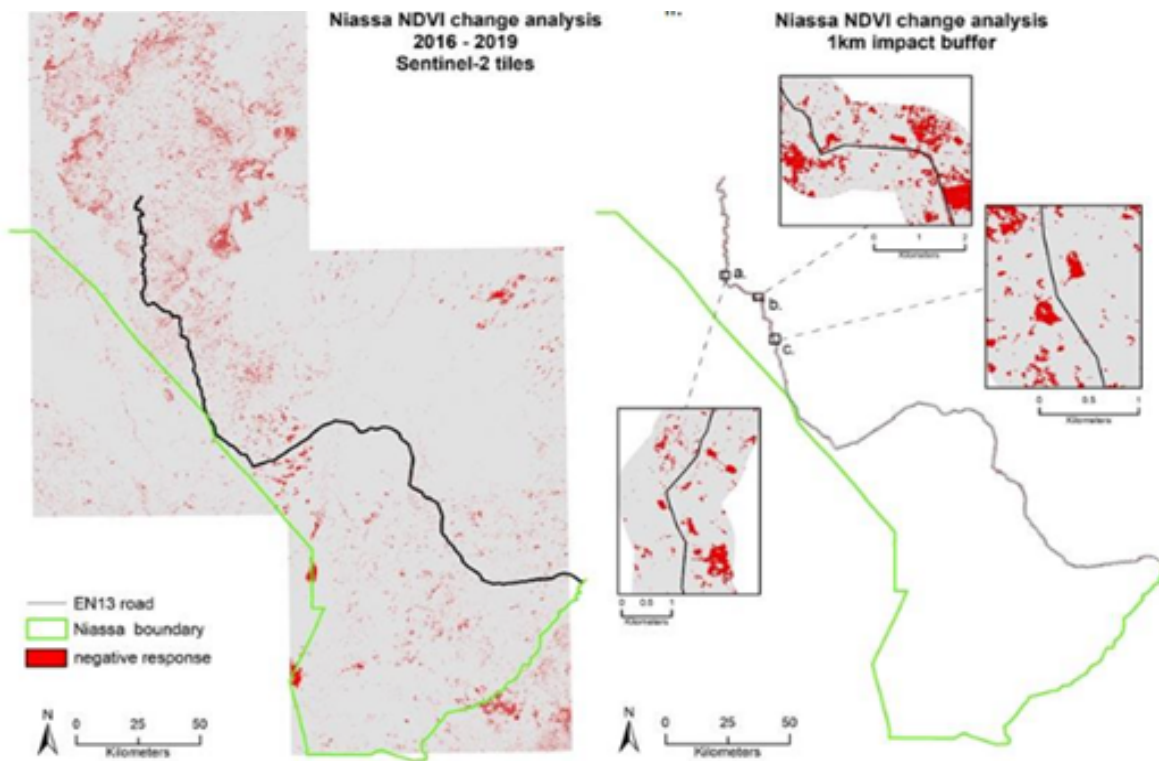 Niassa NDVI change analysis
2016 - 2019
Sentinel-2 tiles
EN13 road
Niassa boundary
negative response
N
0 25 50
Kilometers
Niassa NDVI change analysis
1km impact buffer
0 1 2
Kilometers
a.
b.
c.
0 0.5 1
Kilometers
0 0.5 1
Kilometers
N
0 25 50
Kilometers